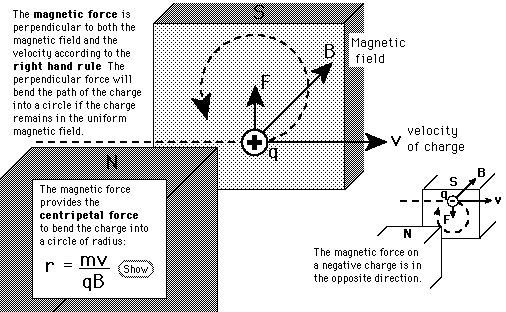 The magnetic force is
perpendicular to both the
magnetic field and the
velocity according to the
right hand rule The
perpendicular force will
bend the path of the charge
into a circle if the charge
remains in the uniform
magnetic field.
S
B
Magnetic
field
F
q
v velocity
of charge
N
The magnetic force
provides the
centripetal force
to bend the charge into
a circle of radius:
r = mv
qB
Show
S
B
q
v
F
N
The magnetic force on
a negative charge is in
the opposite direction.